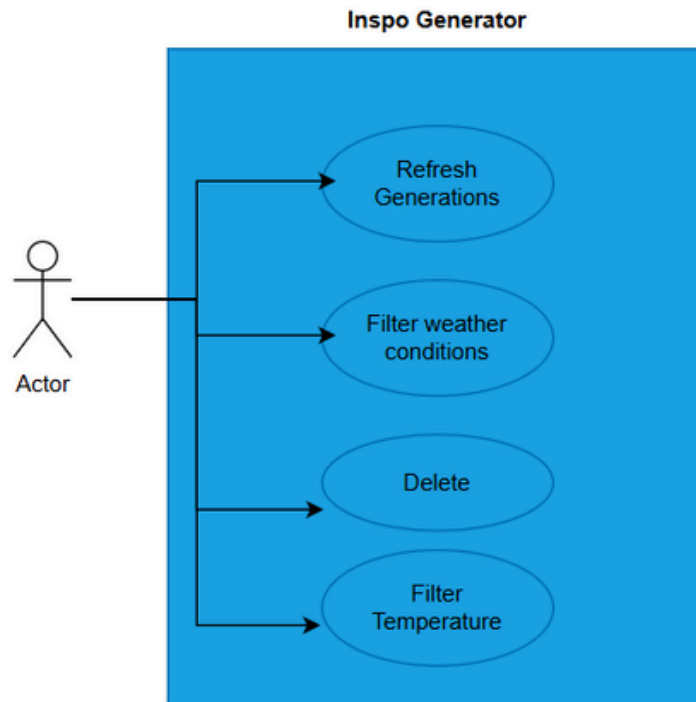 Inspo Generator
Refresh
Generations
Filter weather
conditions
Actor
Delete
Filter
Temperature